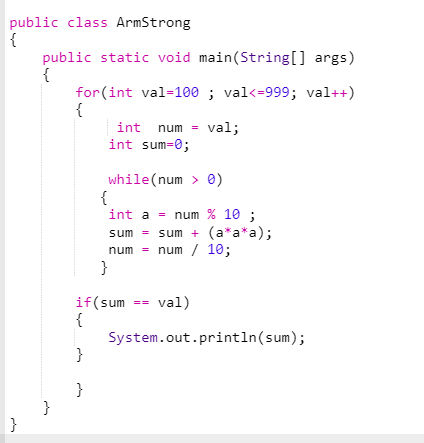 public class ArmStrong
{
    public static void main(String[] args)
    {
        for(int val=100 ; val<=999; val++)
        {
             int  num = val;
            int sum=0;

            while(num > 0)
           {
            int a = num % 10 ;
            sum = sum + (a*a*a);
            num = num / 10;
           }

        if(sum == val)
        {
            System.out.println(sum);
        }

        }
    }
}